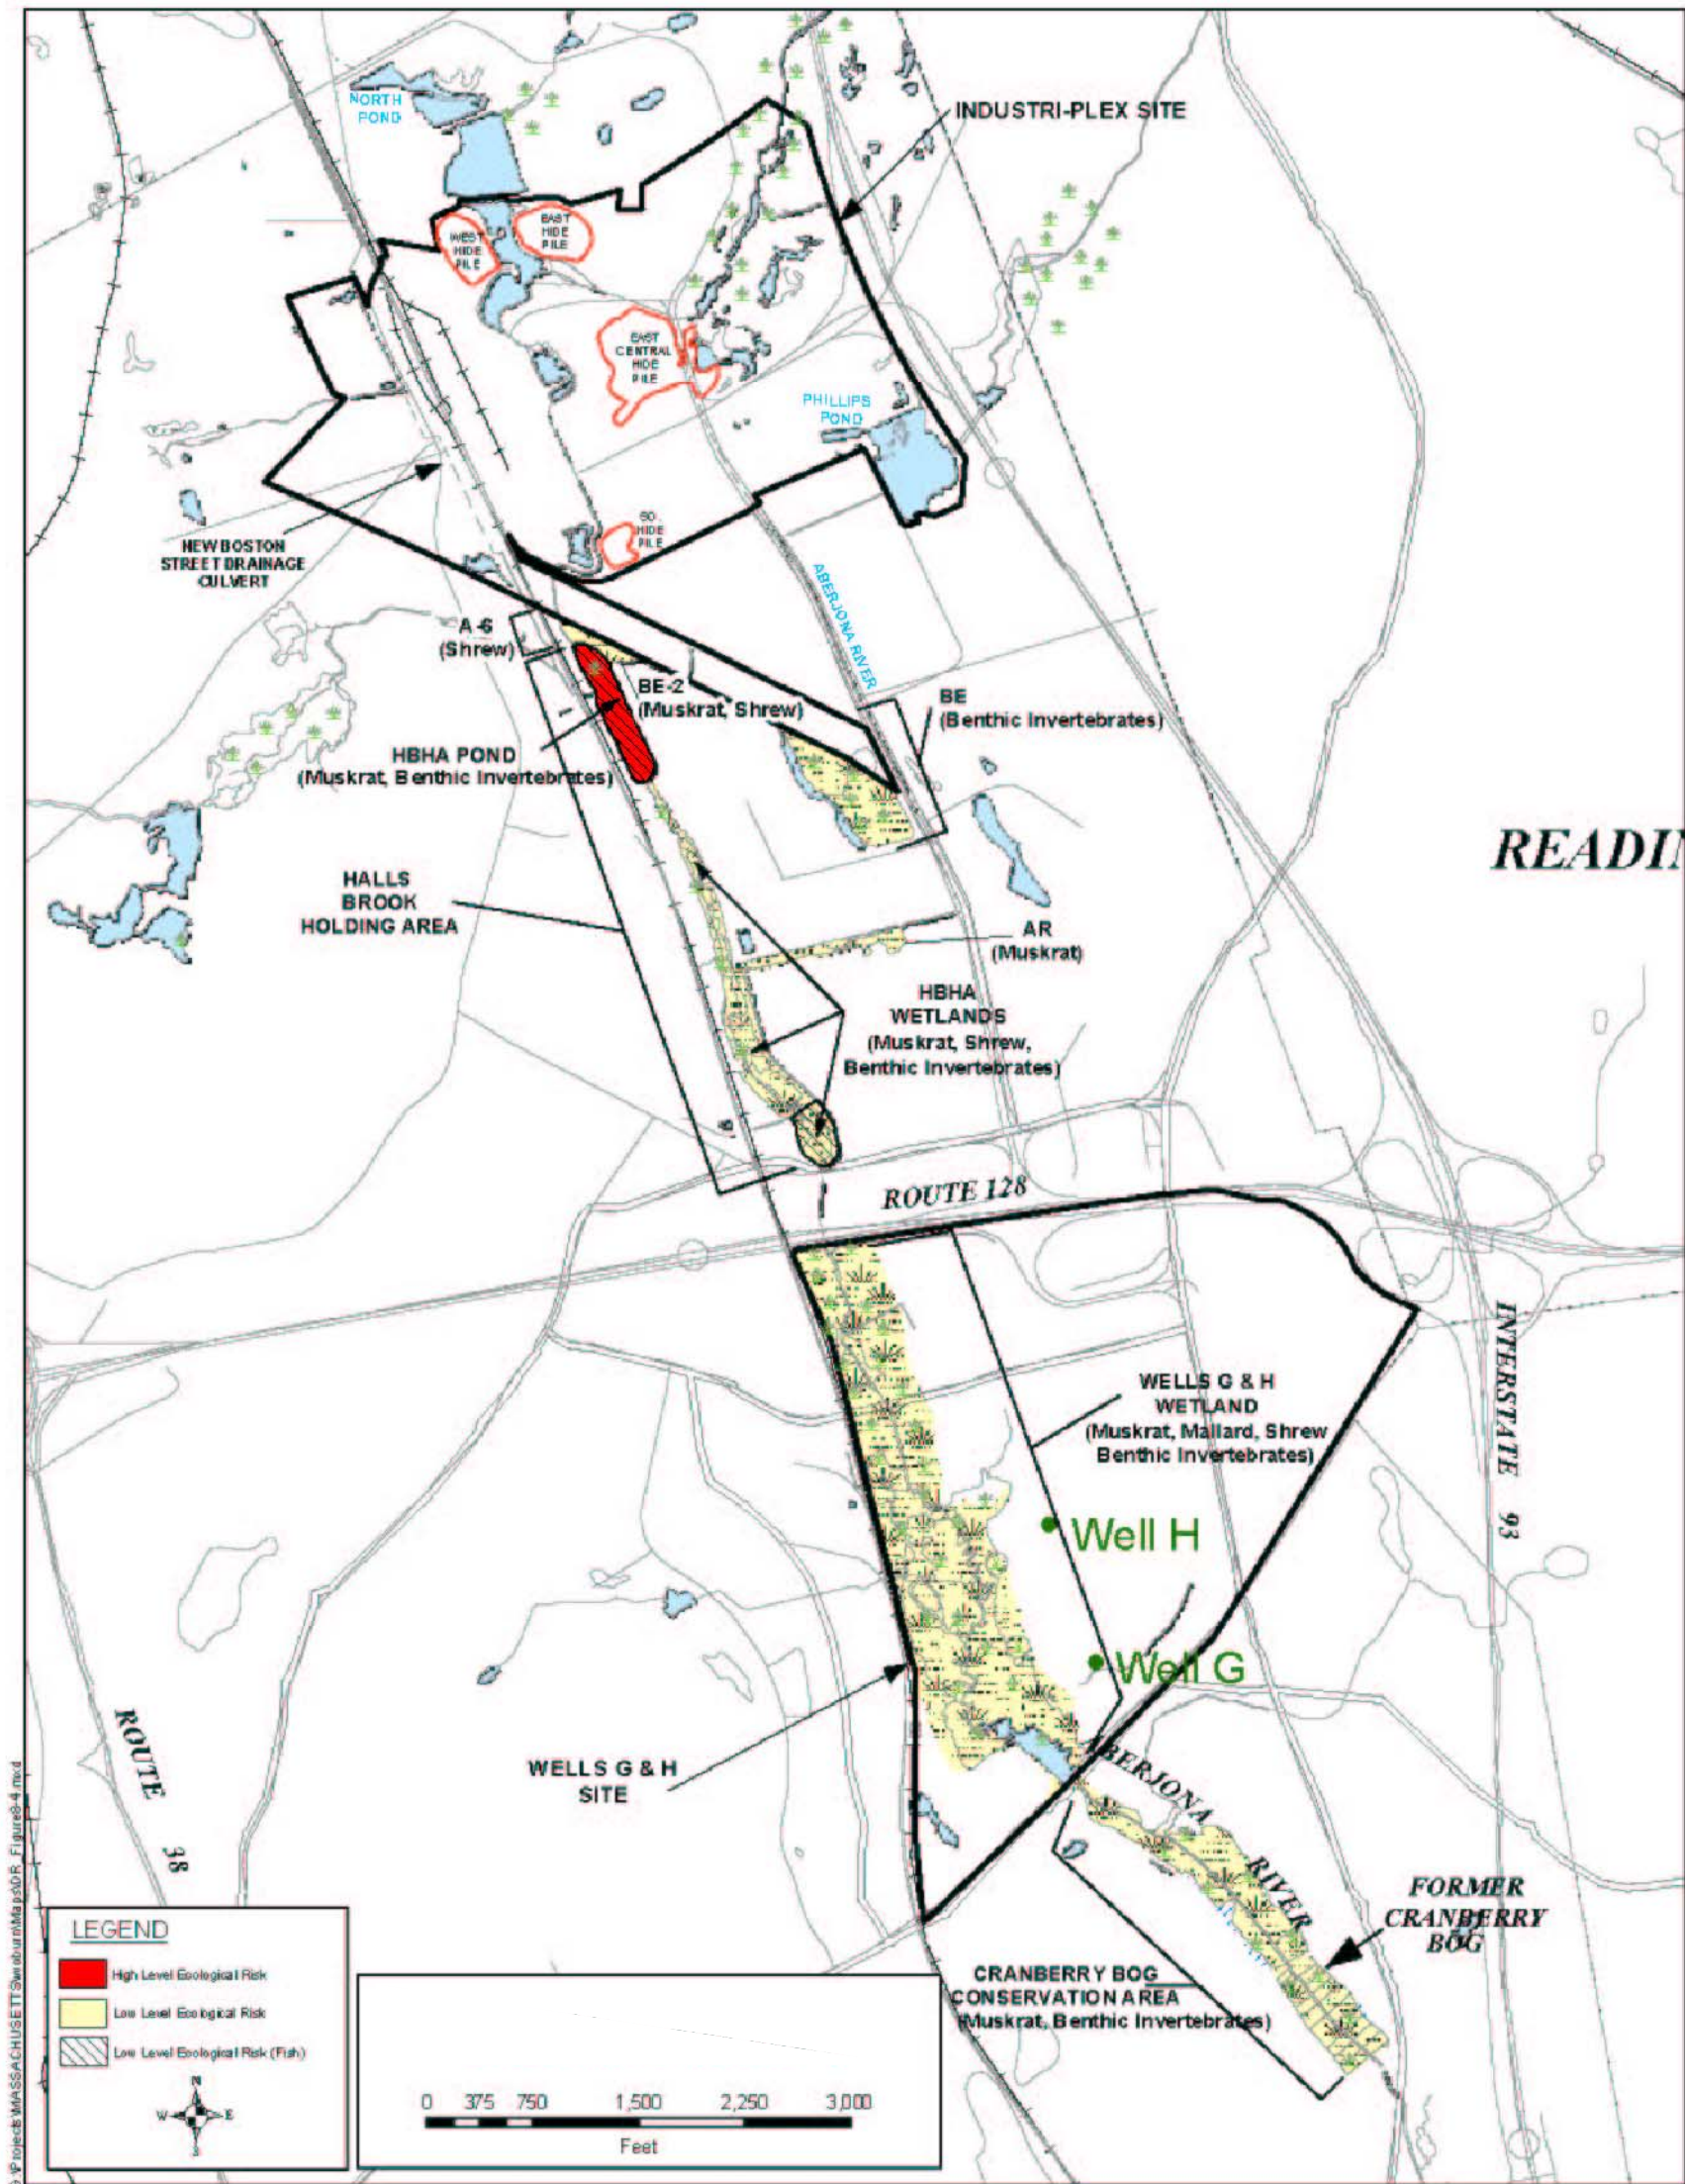 NORTH
POND
INDUSTRI-PLEX SITE
WEST
HIDE
PILE
EAST
HIDE
PILE
EAST
CENTRAL
HIDE
PILE
PHILLIPS
POND
SO.
HIDE
PILE
NEW BOSTON
STREET DRAINAGE
CULVERT
ABERJONA RIVER
A-6
(Shrew)
BE-2
(Muskrat, Shrew)
BE
(Benthic Invertebrates)
HBHA POND
(Muskrat, Benthic Invertebrates)
READIN
HALLS
BROOK
HOLDING AREA
AR
(Muskrat)
HBHA
WETLANDS
(Muskrat, Shrew,
Benthic Invertebrates)
ROUTE 128
INTERSTATE 93
WELLS G & H
WETLAND
(Muskrat, Mallard, Shrew
Benthic Invertebrates)
Well H
Well G
WELLS G & H
SITE
ROUTE 38
ABERJONA RIVER
FORMER
CRANBERRY
BOG
CRANBERRY BOG
CONSERVATION AREA
(Muskrat, Benthic Invertebrates)
LEGEND
High Level Ecological Risk
Low Level Ecological Risk
Low Level Ecological Risk (Fish)
N
W E
S
0 375 750 1,500 2,250 3,000
Feet